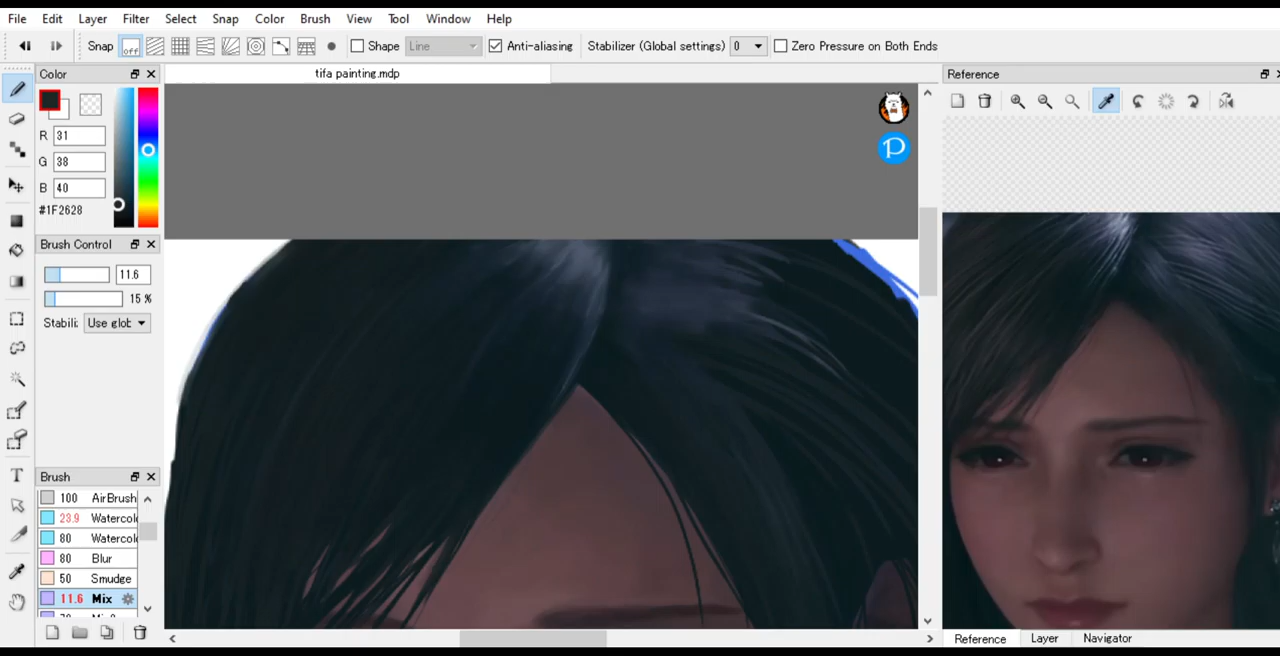 File Edit Layer Filter Select Snap Color Brush View Tool Window Help
Snap off Shape Line Anti-aliasing Stabilizer (Global settings) 0 Zero Pressure on Both Ends
Color
tifa painting.mdp
Reference
R 31
G 38
B 40
#1F2628
Brush Control
11.6
15 %
Stabili: Use glot
Brush
100 AirBrush
23.9 Watercol
80 Watercol
80 Blur
50 Smudge
11.6 Mix
T
P
Reference Layer Navigator